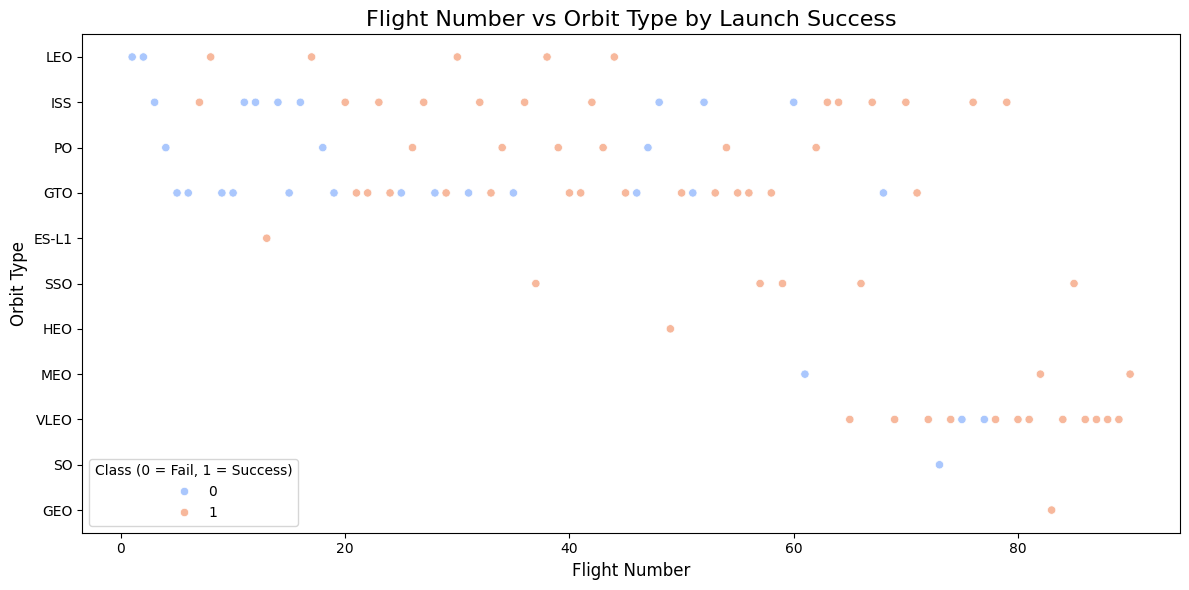 Flight Number vs Orbit Type by Launch Success
Orbit Type
LEO
ISS
PO
GTO
ES-L1
SSO
HEO
MEO
VLEO
SO
GEO
Class (0 = Fail, 1 = Success)
0
1
0 20 40 60 80
Flight Number